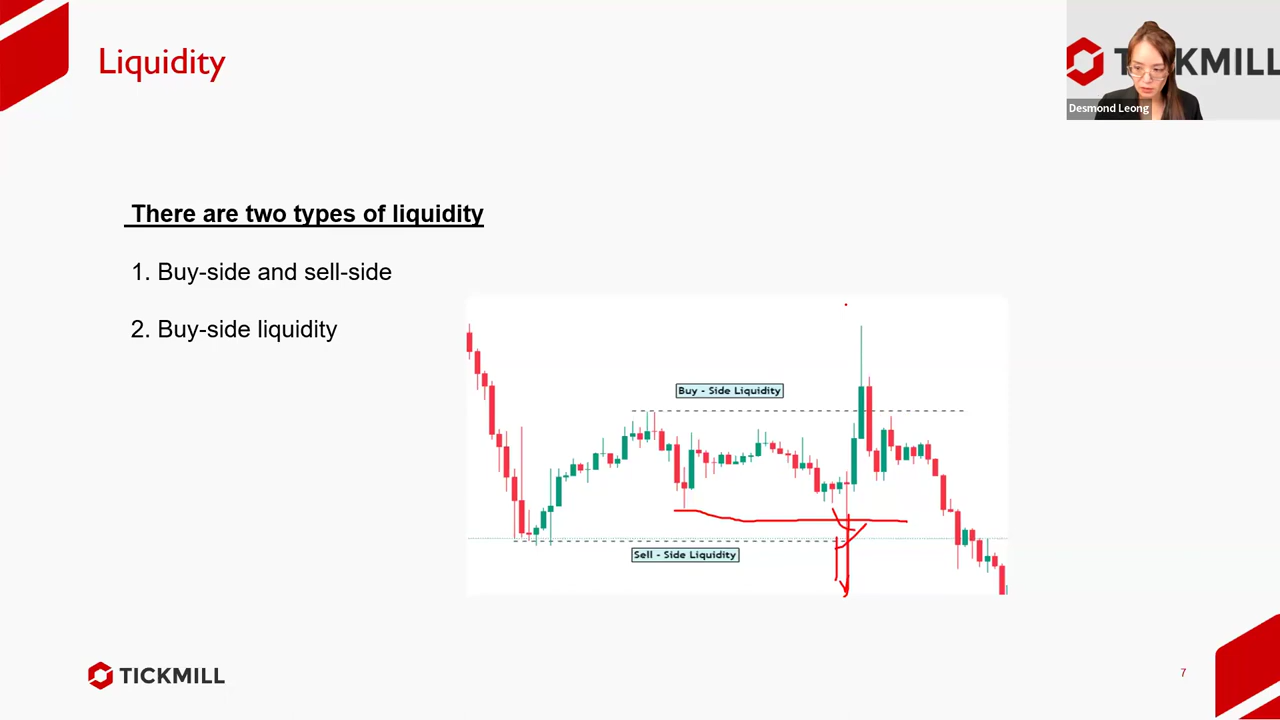 Liquidity
TICKMILL
Desmond Leong
There are two types of liquidity
1. Buy-side and sell-side
2. Buy-side liquidity
Buy - Side Liquidity
Sell - Side Liquidity
TICKMILL
7